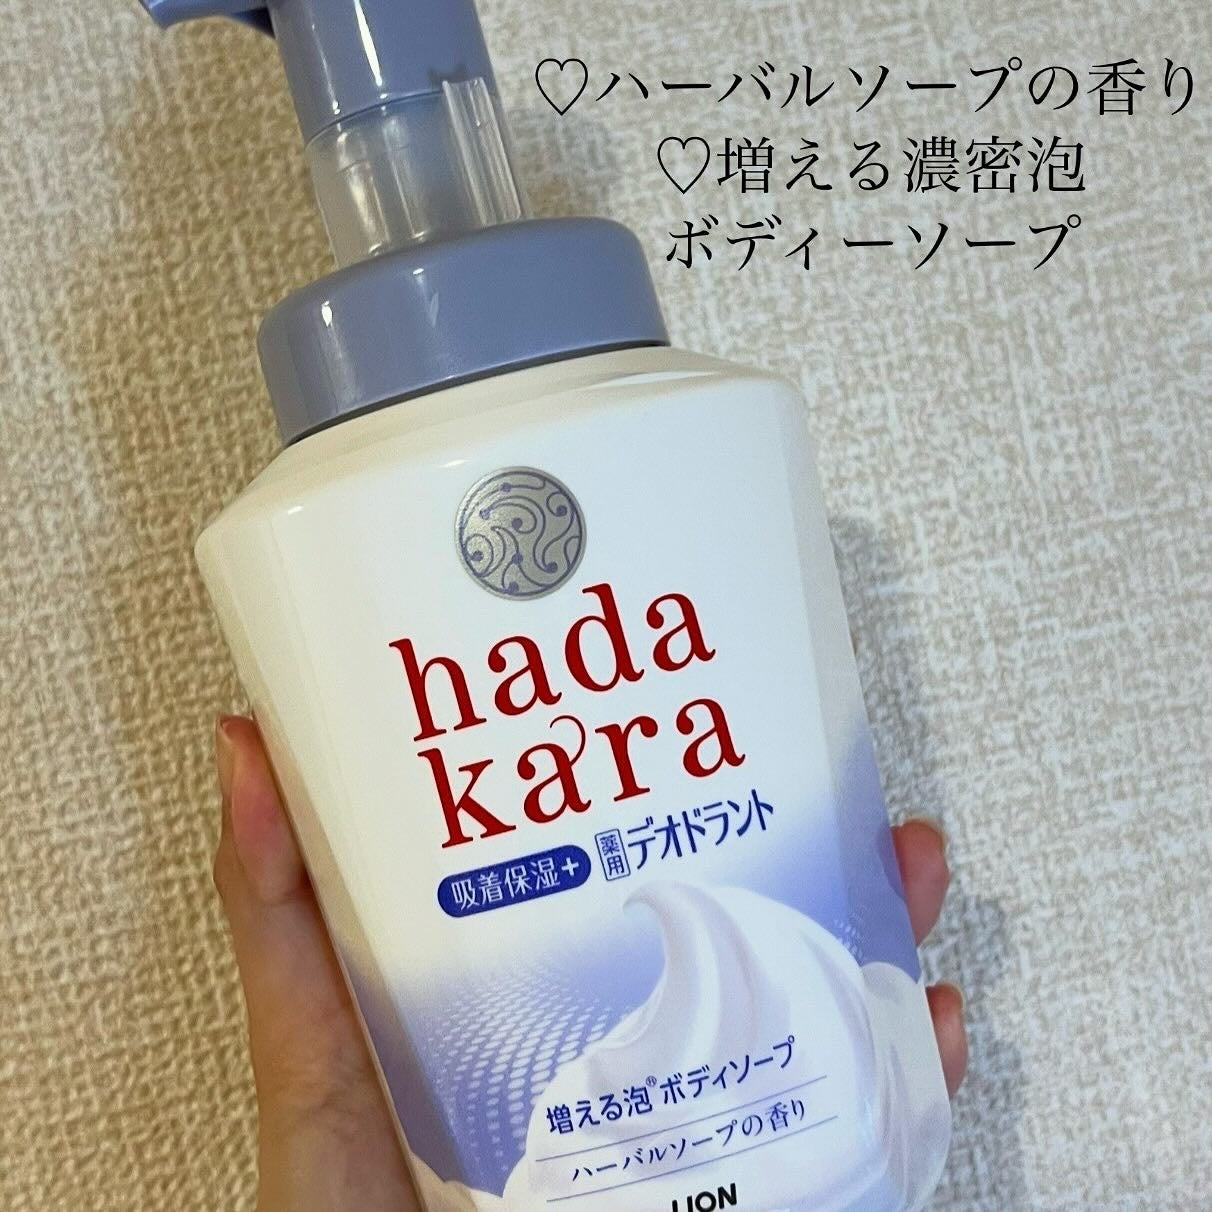 ♡ハーバルソープの香り
♡増える濃密泡
ボディーソープ
hada
kara
吸着保湿+ 薬用デオドラント
増える泡®ボディソープ
ハーバルソープの香り
LION